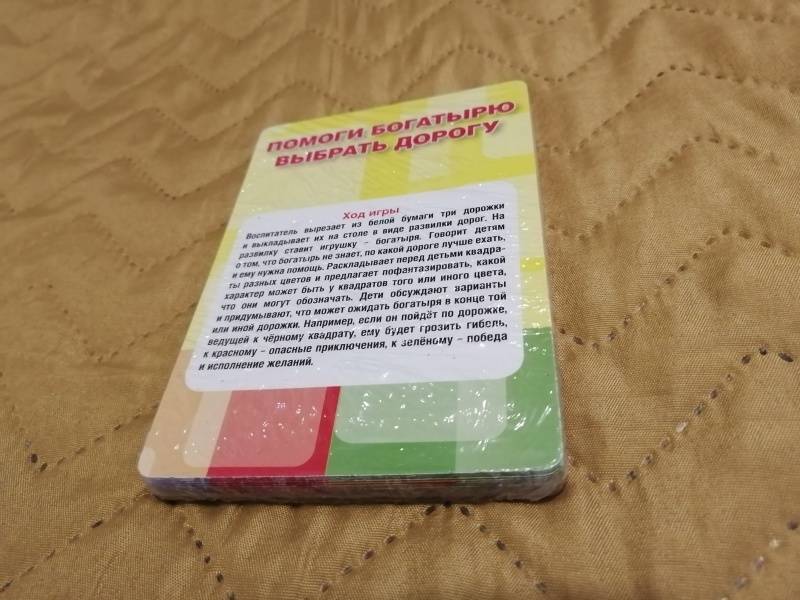 ПОМОГИ БОГАТЫРЮ
ВЫБРАТЬ ДОРОГУ
Ход игры
Воспитатель вырезает из белой бумаги три дорожки
и выкладывает их на столе в виде развилки дорог. На
развилку ставит игрушку – богатыря. Говорит детям
о том, что богатырь не знает, по какой дороге лучше ехать,
и ему нужна помощь. Раскладывает перед детьми квадра-
ты разных цветов и предлагает пофантазировать, какой
характер может быть у квадратов того или иного цвета,
что они могут обозначать. Дети обсуждают варианты
и придумывают, что может ожидать богатыря в конце той
или иной дорожки. Например, если он пойдёт по дорожке,
ведущей к чёрному квадрату, ему будет грозить гибель,
к красному – опасные приключения, к зелёному – победа
и исполнение желаний.